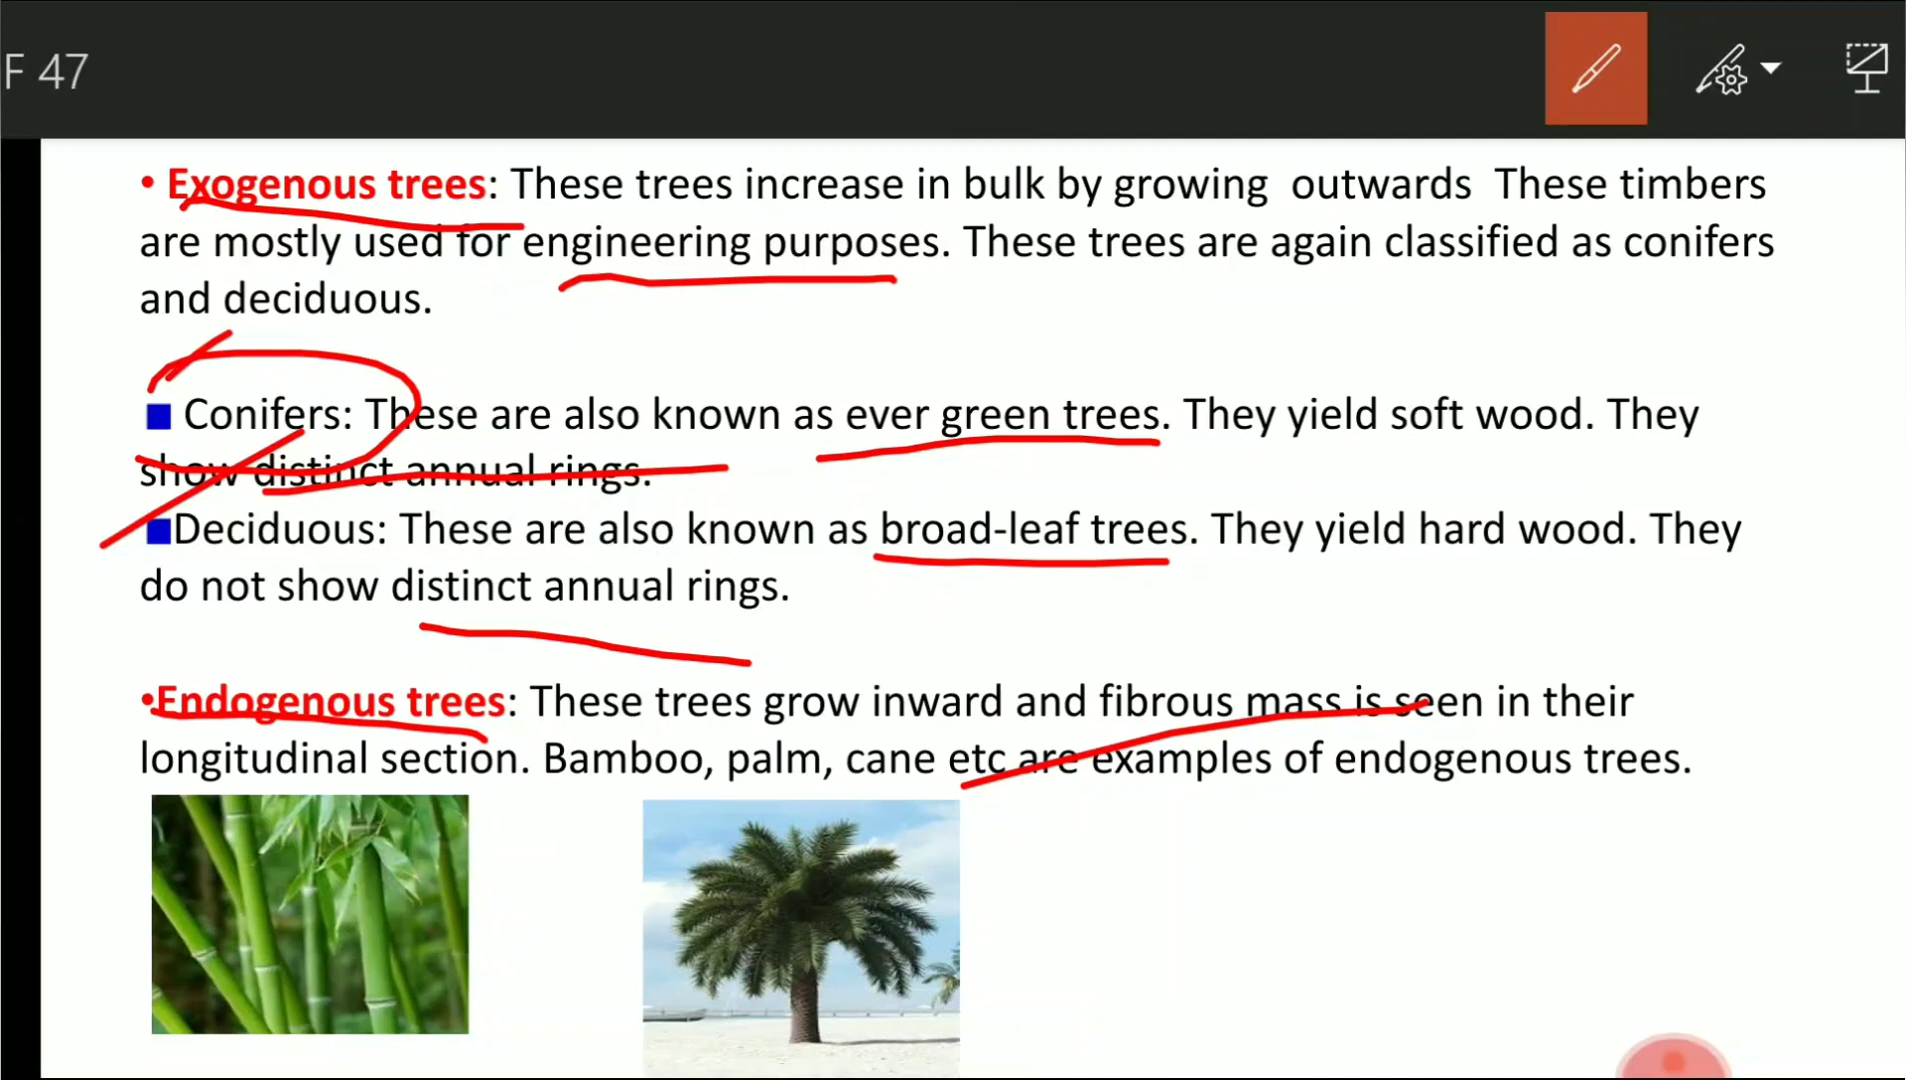 F 47
• Exogenous trees: These trees increase in bulk by growing outwards These timbers
are mostly used for engineering purposes. These trees are again classified as conifers
and deciduous.
■ Conifers: These are also known as ever green trees. They yield soft wood. They
show distinct annual rings.
■Deciduous: These are also known as broad-leaf trees. They yield hard wood. They
do not show distinct annual rings.
•Endogenous trees: These trees grow inward and fibrous mass is seen in their
longitudinal section. Bamboo, palm, cane etc are examples of endogenous trees.